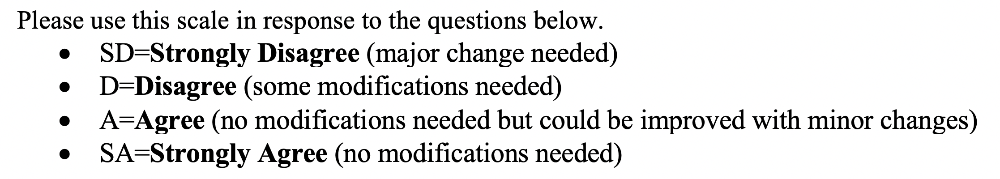 Please use this scale in response to the questions below.
• SD=Strongly Disagree (major change needed)
• D=Disagree (some modifications needed)
• A=Agree (no modifications needed but could be improved with minor changes)
• SA=Strongly Agree (no modifications needed)